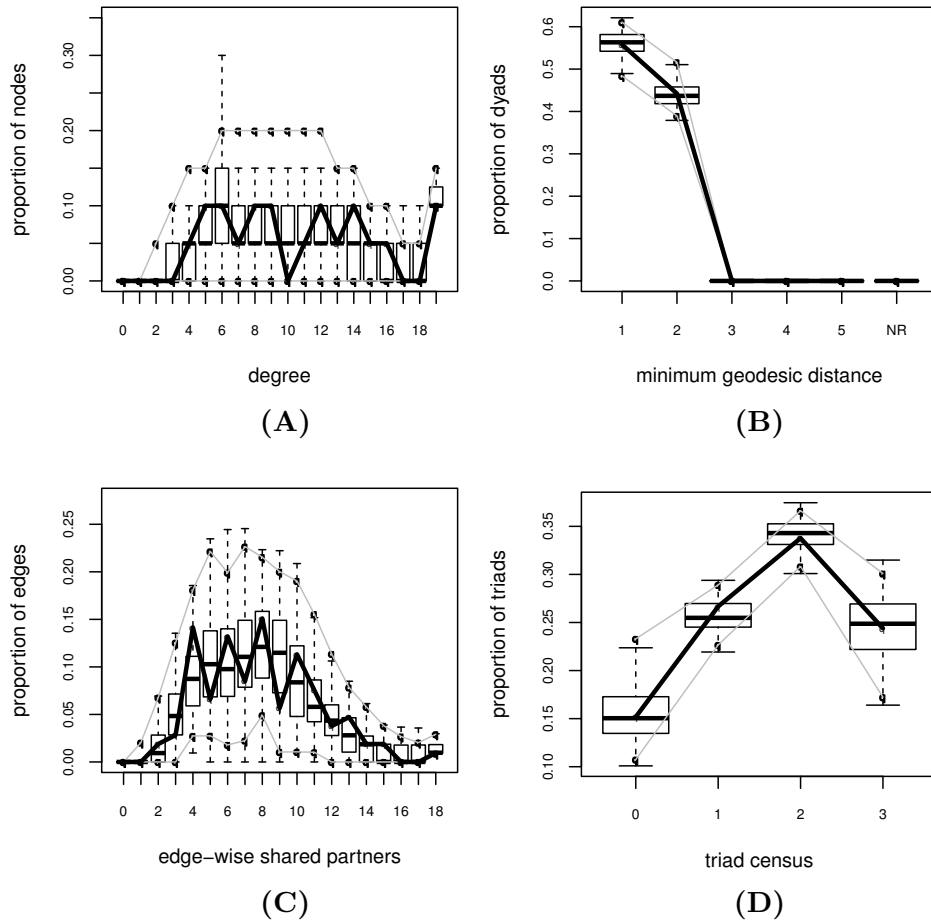 proportion of nodes
0.00
0.10
0.20
0.30
0 2 4 6 8 10 12 14 16 18
degree
(A)
proportion of dyads
0.0
0.1
0.2
0.3
0.4
0.5
0.6
1 2 3 4 5 NR
minimum geodesic distance
(B)
proportion of edges
0.00
0.05
0.10
0.15
0.20
0.25
0 2 4 6 8 10 12 14 16 18
edge−wise shared partners
(C)
proportion of triads
0.10
0.15
0.20
0.25
0.30
0.35
0 1 2 3
triad census
(D)